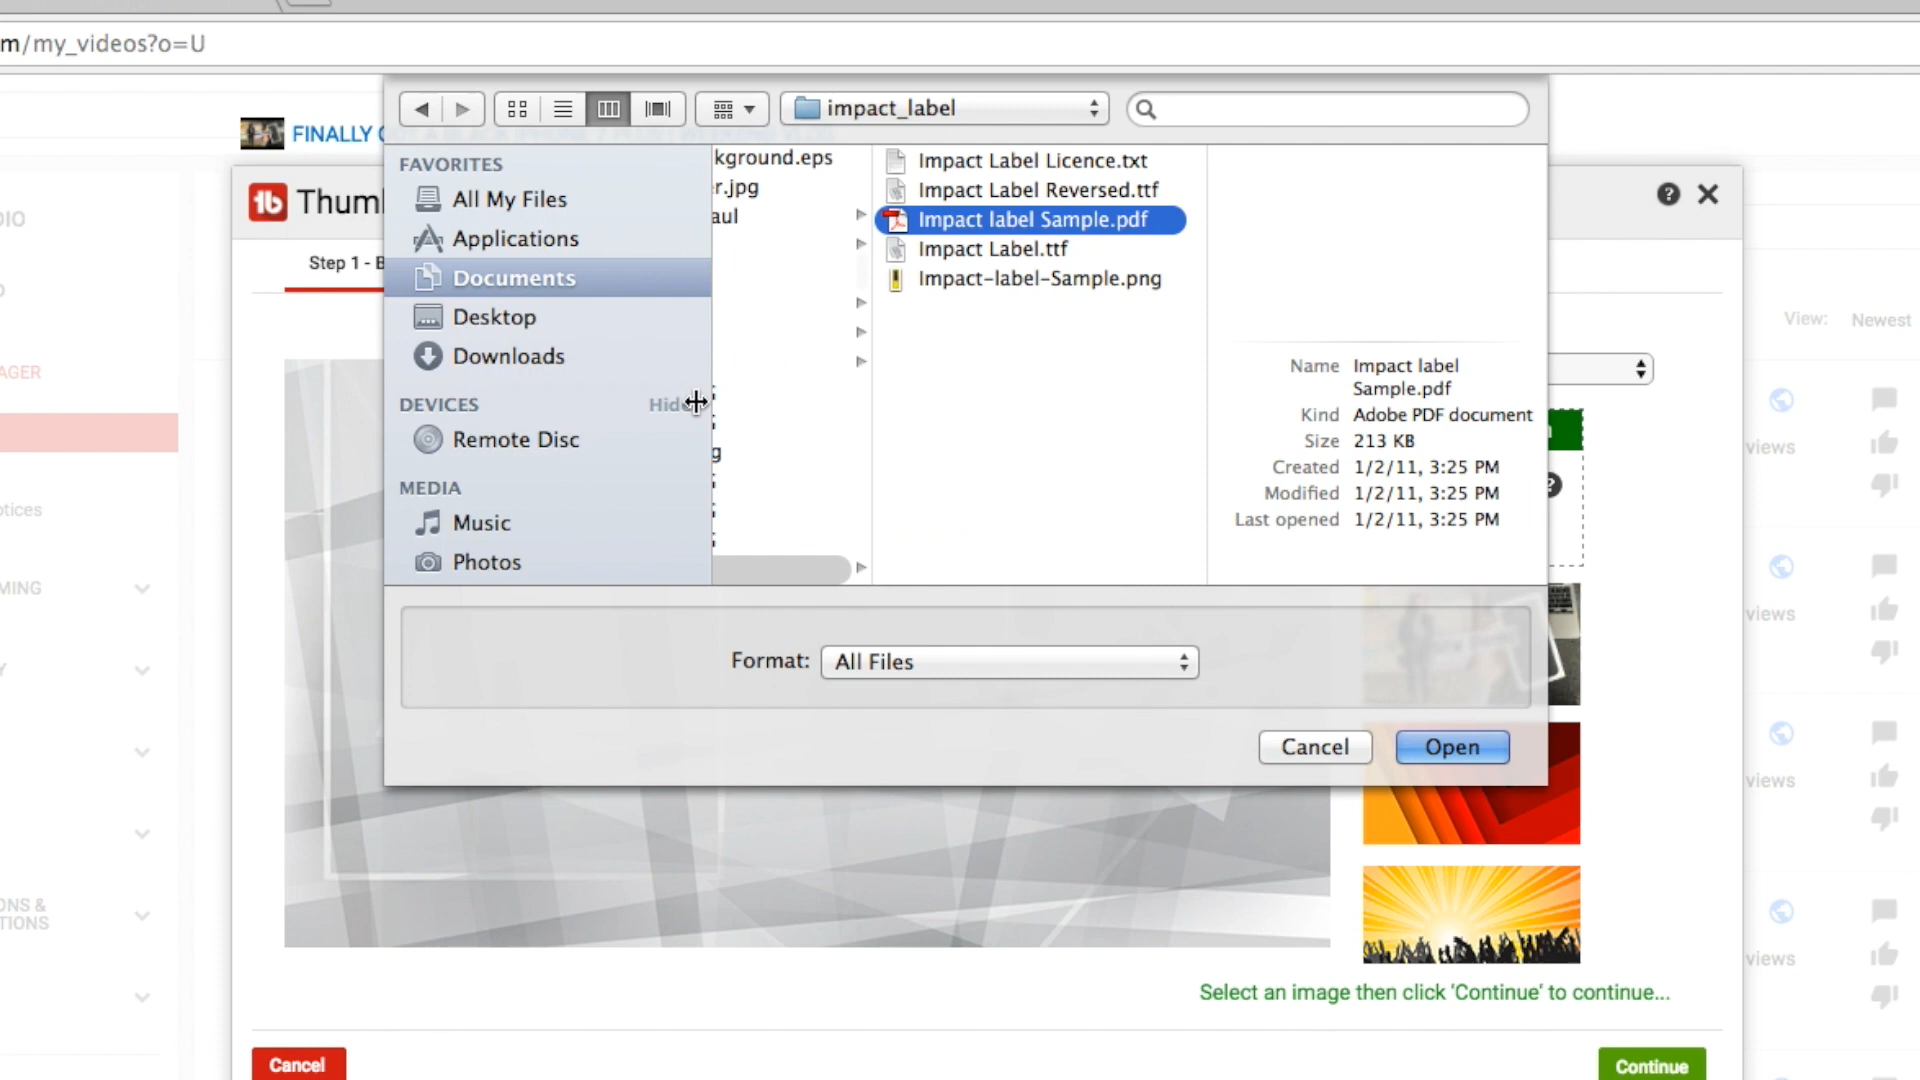 m/my_videos?o=U
impact_label
FINALLY
FAVORITES
All My Files
Applications
Documents
Desktop
Downloads
DEVICES
Hide
Remote Disc
MEDIA
Music
Photos
kground.eps
r.jpg
aul
g
Impact Label Licence.txt
Impact Label Reversed.ttf
Impact label Sample.pdf
Impact Label.ttf
Impact-label-Sample.png
Name Impact label
Sample.pdf
Kind Adobe PDF document
Size 213 KB
Created 1/2/11, 3:25 PM
Modified 1/2/11, 3:25 PM
Last opened 1/2/11, 3:25 PM
Format: All Files
Cancel
Open
1b Thuml
Step 1 - B
DIO
AGER
otices
MING
Y
ONS &
TIONS
View: Newest
views
views
views
views
Select an image then click 'Continue' to continue...
Cancel
Continue